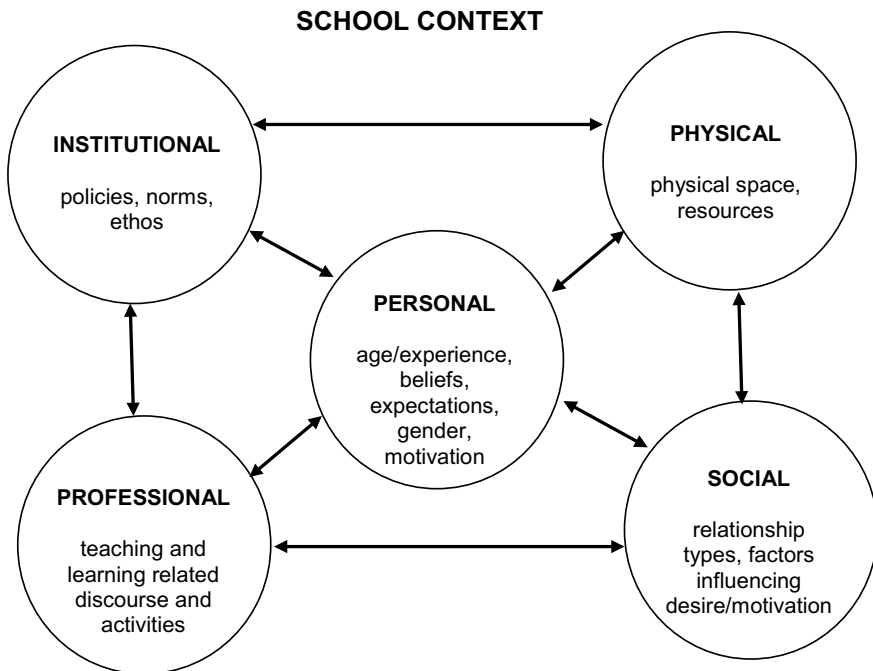 SCHOOL CONTEXT
INSTITUTIONAL
policies, norms,
ethos
PHYSICAL
physical space,
resources
PERSONAL
age/experience,
beliefs,
expectations,
gender,
motivation
PROFESSIONAL
teaching and
learning related
discourse and
activities
SOCIAL
relationship
types, factors
influencing
desire/motivation